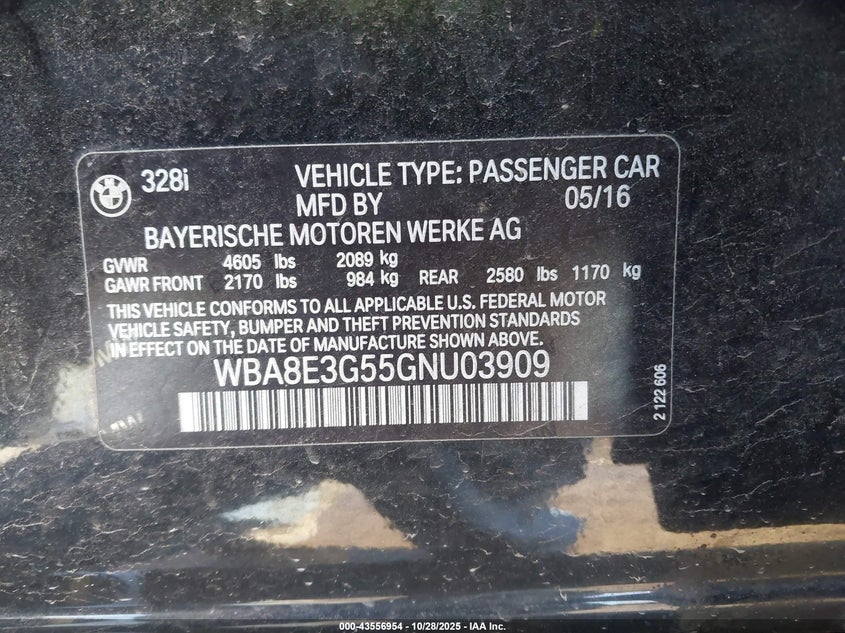 328i VEHICLE TYPE: PASSENGER CAR
MFD BY 05/16
BAYERISCHE MOTOREN WERKE AG
GVWR 4605 lbs 2089 kg
GAWR FRONT 2170 lbs 984 kg REAR 2580 lbs 1170 kg
THIS VEHICLE CONFORMS TO ALL APPLICABLE U.S. FEDERAL MOTOR
VEHICLE SAFETY, BUMPER AND THEFT PREVENTION STANDARDS
IN EFFECT ON THE DATE OF MANUFACTURE SHOWN ABOVE.
WBA8E3G55GNU03909
2 122 606
000-43556954 - 10/28/2025 - IAA Inc.